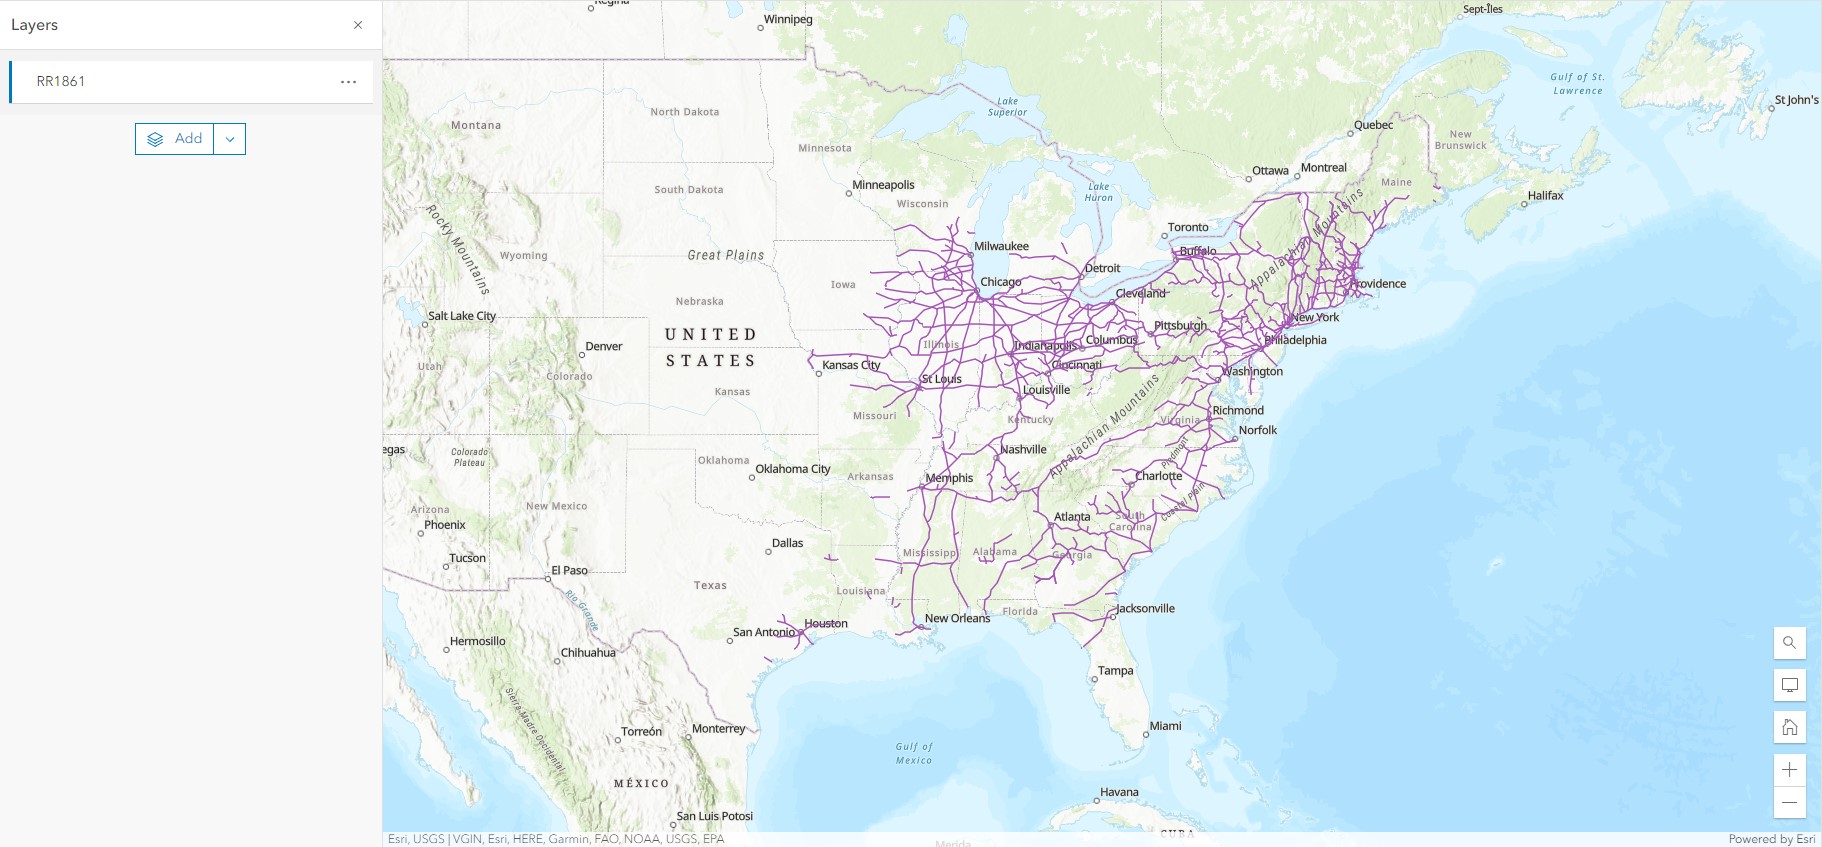 Layers
RR1861
Add
Regina
Winnipeg
Sept-Îles
Gulf of St.
Lawrence
St John's
Lake
Superior
North Dakota
Montana
Quebec
New
Brunswick
Minnesota
Ottawa
Montreal
Maine
Minneapolis
South Dakota
Lake
Huron
Halifax
Wisconsin
Rocky Mountains
Toronto
Appalachian Mountains
Milwaukee
Buffalo
Great Plains
Wyoming
Detroit
Chicago
Iowa
Providence
Cleveland
Nebraska
Salt Lake City
New York
UNITED
STATES
Pittsburgh
Denver
Illinois
Indianapolis
Columbus
Philadelphia
Utah
Colorado
Kansas City
Cincinnati
Washington
St Louis
Kansas
Louisville
Missouri
Kentucky
Appalachian Mountains
Virginia
Richmond
Norfolk
egas
Colorado
Plateau
Nashville
Piedmont
Oklahoma
Oklahoma City
Arkansas
Memphis
Charlotte
Arizona
New Mexico
Coastal Plain
Phoenix
Atlanta
South
Carolina
Dallas
Mississippi
Alabama
Georgia
Tucson
El Paso
Texas
Louisiana
Rio Grande
Florida
Jacksonville
San Antonio
Houston
New Orleans
Hermosillo
Chihuahua
Tampa
Sierra Madre Occidental
Torreón
Monterrey
Miami
Gulf of
Mexico
MÉXICO
Havana
San Luis Potosi
CUBA
Esri, USGS | VGIN, Esri, HERE, Garmin, FAO, NOAA, USGS, EPA
Merida
Powered by Esri